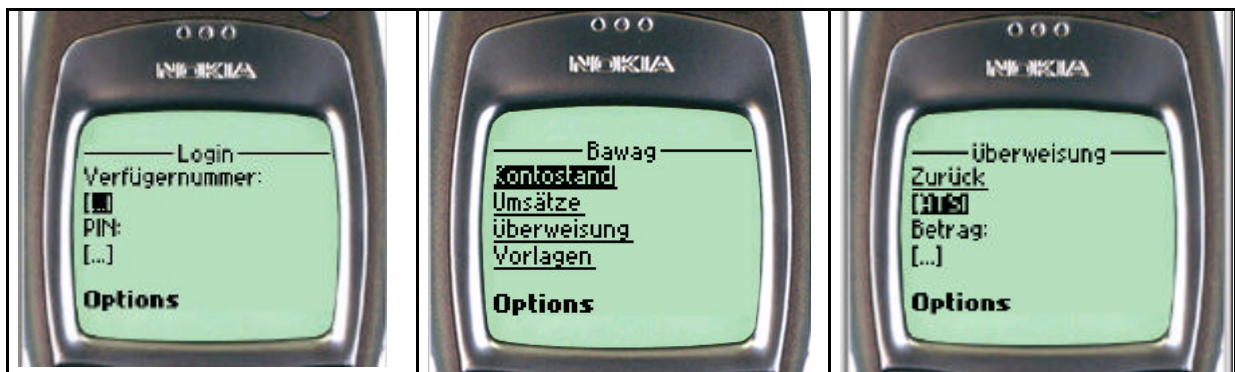 NOKIA
Login
Verfügernummer:
[...]
PIN:
[...]
Options
NOKIA
Bawag
Kontostand
Umsätze
Überweisung
Vorlagen
Options
NOKIA
Überweisung
Zurück
[ATS]
Betrag:
[...]
Options